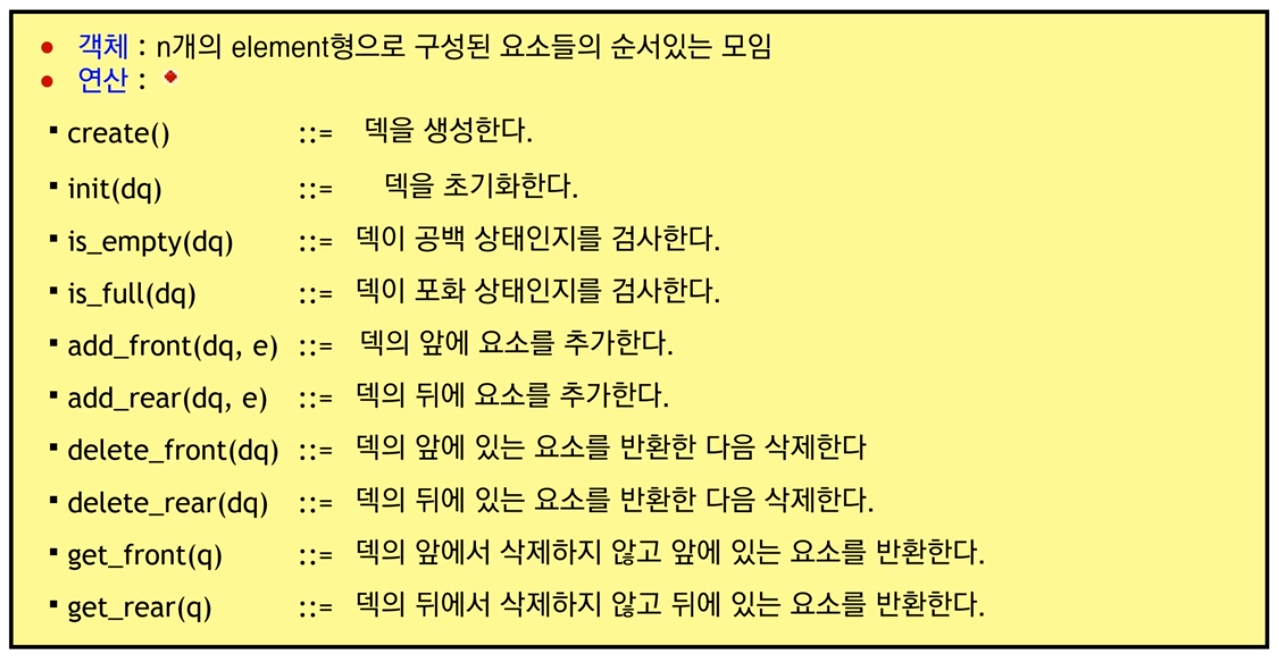 • 객체 : n개의 element형으로 구성된 요소들의 순서있는 모임
• 연산 :
▪ create() ::= 덱을 생성한다.
▪ init(dq) ::= 덱을 초기화한다.
▪ is_empty(dq) ::= 덱이 공백 상태인지를 검사한다.
▪ is_full(dq) ::= 덱이 포화 상태인지를 검사한다.
▪ add_front(dq, e) ::= 덱의 앞에 요소를 추가한다.
▪ add_rear(dq, e) ::= 덱의 뒤에 요소를 추가한다.
▪ delete_front(dq) ::= 덱의 앞에 있는 요소를 반환한 다음 삭제한다
▪ delete_rear(dq) ::= 덱의 뒤에 있는 요소를 반환한 다음 삭제한다.
▪ get_front(q) ::= 덱의 앞에서 삭제하지 않고 앞에 있는 요소를 반환한다.
▪ get_rear(q) ::= 덱의 뒤에서 삭제하지 않고 뒤에 있는 요소를 반환한다.